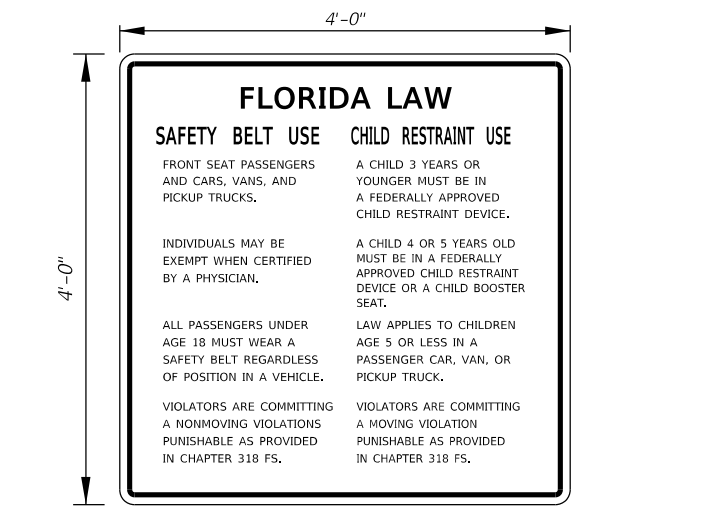 4'-0"
4'-0"
FLORIDA LAW
SAFETY BELT USE
FRONT SEAT PASSENGERS
AND CARS, VANS, AND
PICKUP TRUCKS.
INDIVIDUALS MAY BE
EXEMPT WHEN CERTIFIED
BY A PHYSICIAN.
ALL PASSENGERS UNDER
AGE 18 MUST WEAR A
SAFETY BELT REGARDLESS
OF POSITION IN A VEHICLE.
VIOLATORS ARE COMMITTING
A NONMOVING VIOLATIONS
PUNISHABLE AS PROVIDED
IN CHAPTER 318 FS.
CHILD RESTRAINT USE
A CHILD 3 YEARS OR
YOUNGER MUST BE IN
A FEDERALLY APPROVED
CHILD RESTRAINT DEVICE.
A CHILD 4 OR 5 YEARS OLD
MUST BE IN A FEDERALLY
APPROVED CHILD RESTRAINT
DEVICE OR A CHILD BOOSTER
SEAT.
LAW APPLIES TO CHILDREN
AGE 5 OR LESS IN A
PASSENGER CAR, VAN, OR
PICKUP TRUCK.
VIOLATORS ARE COMMITTING
A MOVING VIOLATION
PUNISHABLE AS PROVIDED
IN CHAPTER 318 FS.